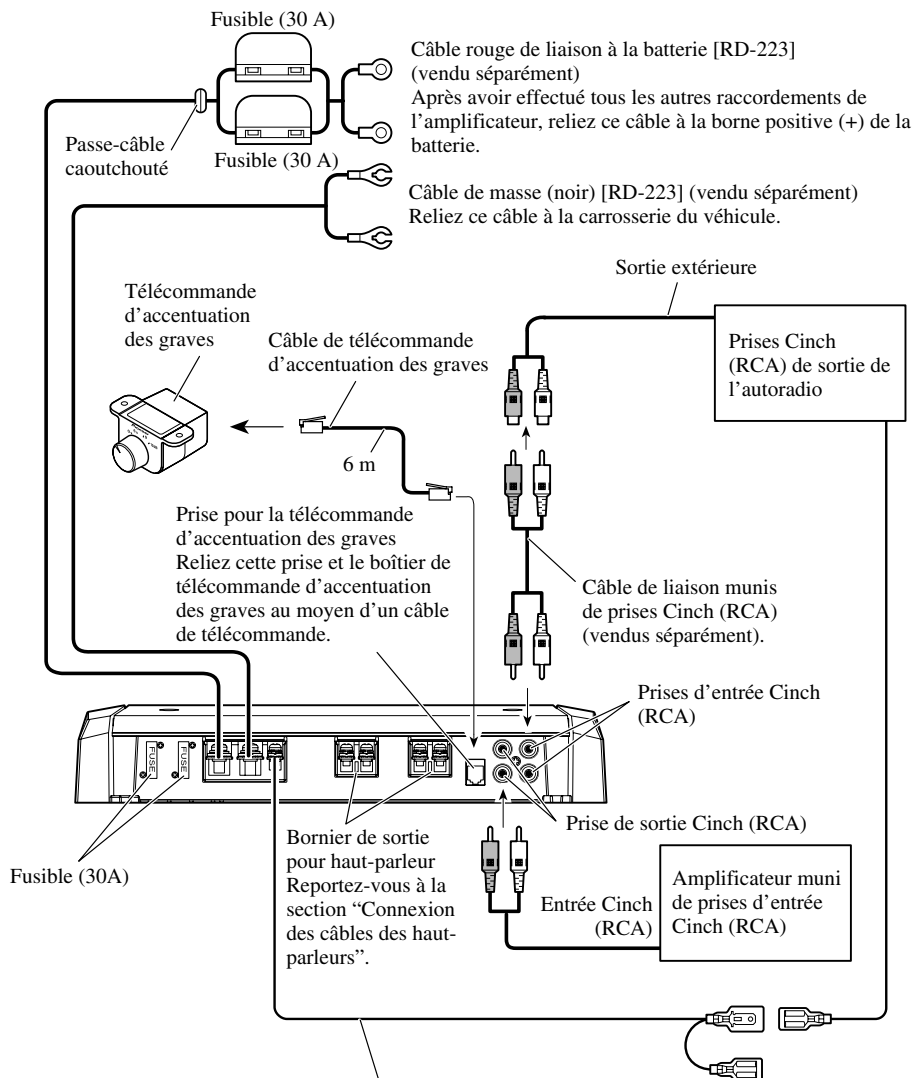 Fusible (30 A)
Câble rouge de liaison à la batterie [RD-223]
(vendu séparément)
Après avoir effectué tous les autres raccordements de
l’amplificateur, reliez ce câble à la borne positive (+) de la
batterie.
Passe-câble
caoutchouté
Fusible (30 A)
Câble de masse (noir) [RD-223] (vendu séparément)
Reliez ce câble à la carrosserie du véhicule.
Sortie extérieure
Télécommande
d’accentuation
des graves
Câble de télécommande
d’accentuation des graves
Prises Cinch
(RCA) de sortie de
l’autoradio
6 m
Prise pour la télécommande
d’accentuation des graves
Reliez cette prise et le boîtier de
télécommande d’accentuation
des graves au moyen d’un câble
de télécommande.
Câble de liaison munis
de prises Cinch (RCA)
(vendus séparément).
Prises d’entrée Cinch
(RCA)
FUSE
FUSE
Prise de sortie Cinch (RCA)
Fusible (30A)
Bornier de sortie
pour haut-parleur
Reportez-vous à la
section “Connexion
des câbles des haut-
parleurs”.
Entrée Cinch
(RCA)
Amplificateur muni
de prises d’entrée
Cinch (RCA)